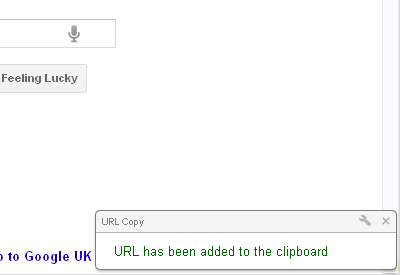 Feeling Lucky
URL Copy
URL has been added to the clipboard
to Google UK